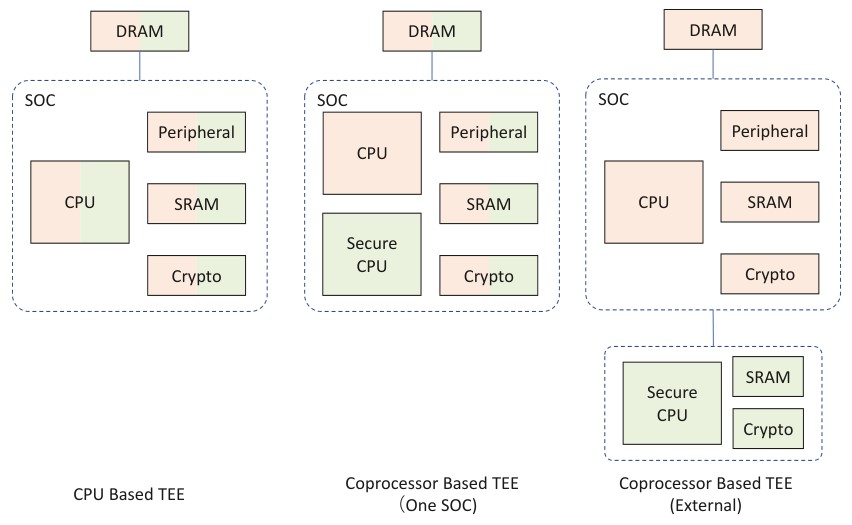 DRAM
SOC
Peripheral
CPU
SRAM
Crypto
CPU Based TEE
DRAM
SOC
CPU
Peripheral
SRAM
Secure
CPU
Crypto
Coprocessor Based TEE
（One SOC)
DRAM
SOC
Peripheral
CPU
SRAM
Crypto
Secure
CPU
SRAM
Crypto
Coprocessor Based TEE
(External)